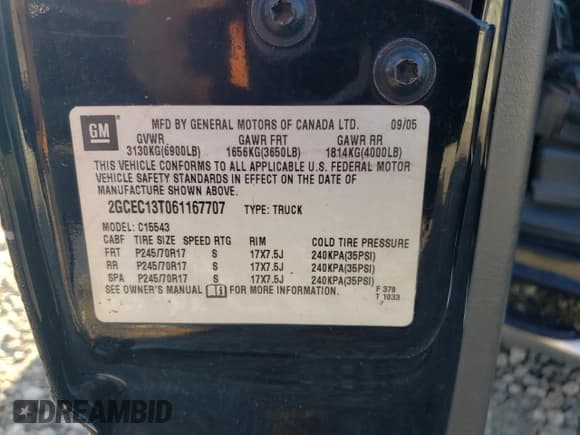 GM
MFD BY GENERAL MOTORS OF CANADA LTD. 09/05
GVWR GAWR FRT GAWR RR
3130KG(6900LB) 1656KG(3650LB) 1814KG(4000LB)
THIS VEHICLE CONFORMS TO ALL APPLICABLE U.S. FEDERAL MOTOR
VEHICLE SAFETY STANDARDS IN EFFECT ON THE DATE OF
MANUFACTURE SHOWN ABOVE.
2GCEC13T061167707 TYPE: TRUCK
MODEL: C15543
CABF TIRE SIZE SPEED RTG RIM COLD TIRE PRESSURE
FRT P245/70R17 S 17X7.5J 240KPA(35PSI)
RR P245/70R17 S 17X7.5J 240KPA(35PSI)
SPA P245/70R17 S 17X7.5J 240KPA(35PSI)
SEE OWNER'S MANUAL FOR MORE INFORMATION.
F 378
T 1033
DREAMBID